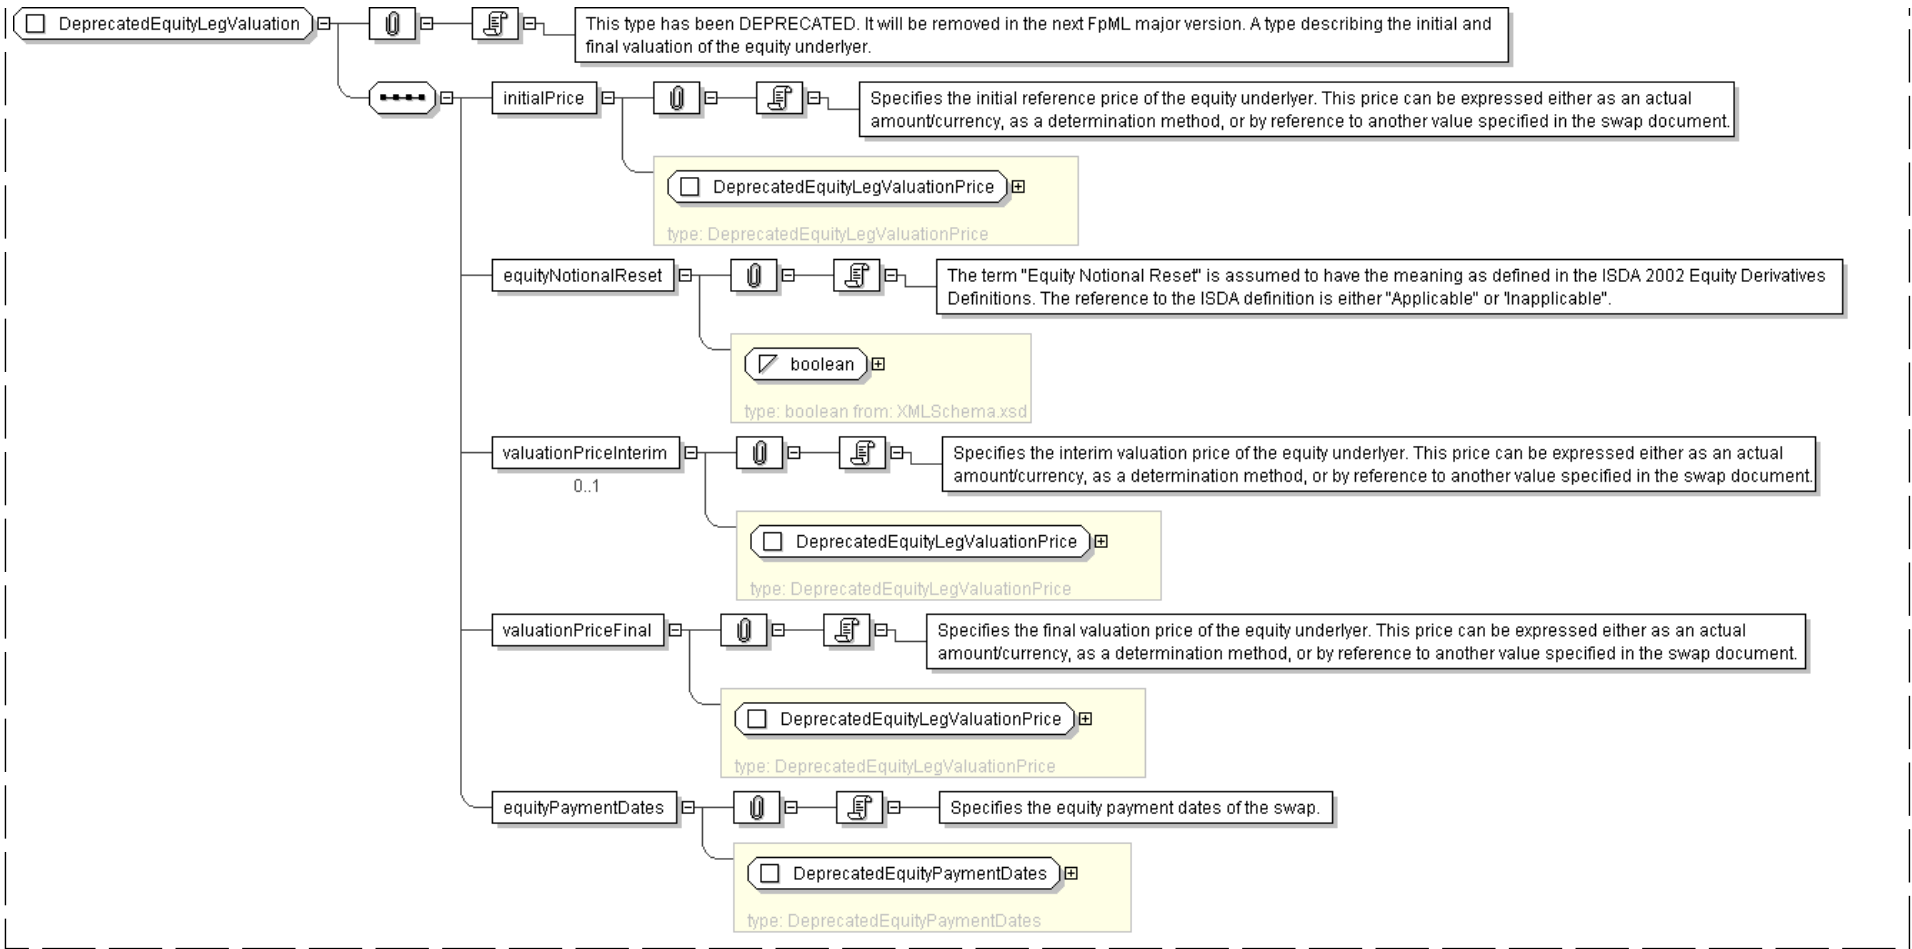 DeprecatedEquityLegValuation
This type has been DEPRECATED. It will be removed in the next FpML major version. A type describing the initial and
final valuation of the equity underlyer.
initialPrice
Specifies the initial reference price of the equity underlyer. This price can be expressed either as an actual
amount/currency, as a determination method, or by reference to another value specified in the swap document.
DeprecatedEquityLegValuationPrice
type: DeprecatedEquityLegValuationPrice
equityNotionalReset
The term "Equity Notional Reset" is assumed to have the meaning as defined in the ISDA 2002 Equity Derivatives
Definitions. The reference to the ISDA definition is either "Applicable" or 'Inapplicable".
boolean
type: boolean from: XMLSchema.xsd
valuationPriceInterim
0..1
Specifies the interim valuation price of the equity underlyer. This price can be expressed either as an actual
amount/currency, as a determination method, or by reference to another value specified in the swap document.
DeprecatedEquityLegValuationPrice
type: DeprecatedEquityLegValuationPrice
valuationPriceFinal
Specifies the final valuation price of the equity underlyer. This price can be expressed either as an actual
amount/currency, as a determination method, or by reference to another value specified in the swap document.
DeprecatedEquityLegValuationPrice
type: DeprecatedEquityLegValuationPrice
equityPaymentDates
Specifies the equity payment dates of the swap.
DeprecatedEquityPaymentDates
type: DeprecatedEquityPaymentDates